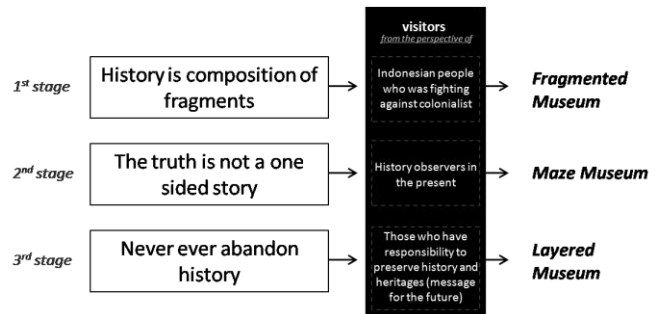 visitors
from the perspective of
1st stage
History is composition of
fragments
Indonesian people
who was fighting
against colonialist
Fragmented
Museum
2nd stage
The truth is not a one
sided story
History observers in
the present
Maze Museum
3rd stage
Never ever abandon
history
Those who have
responsibility to
preserve history and
heritages (message
for the future)
Layered
Museum